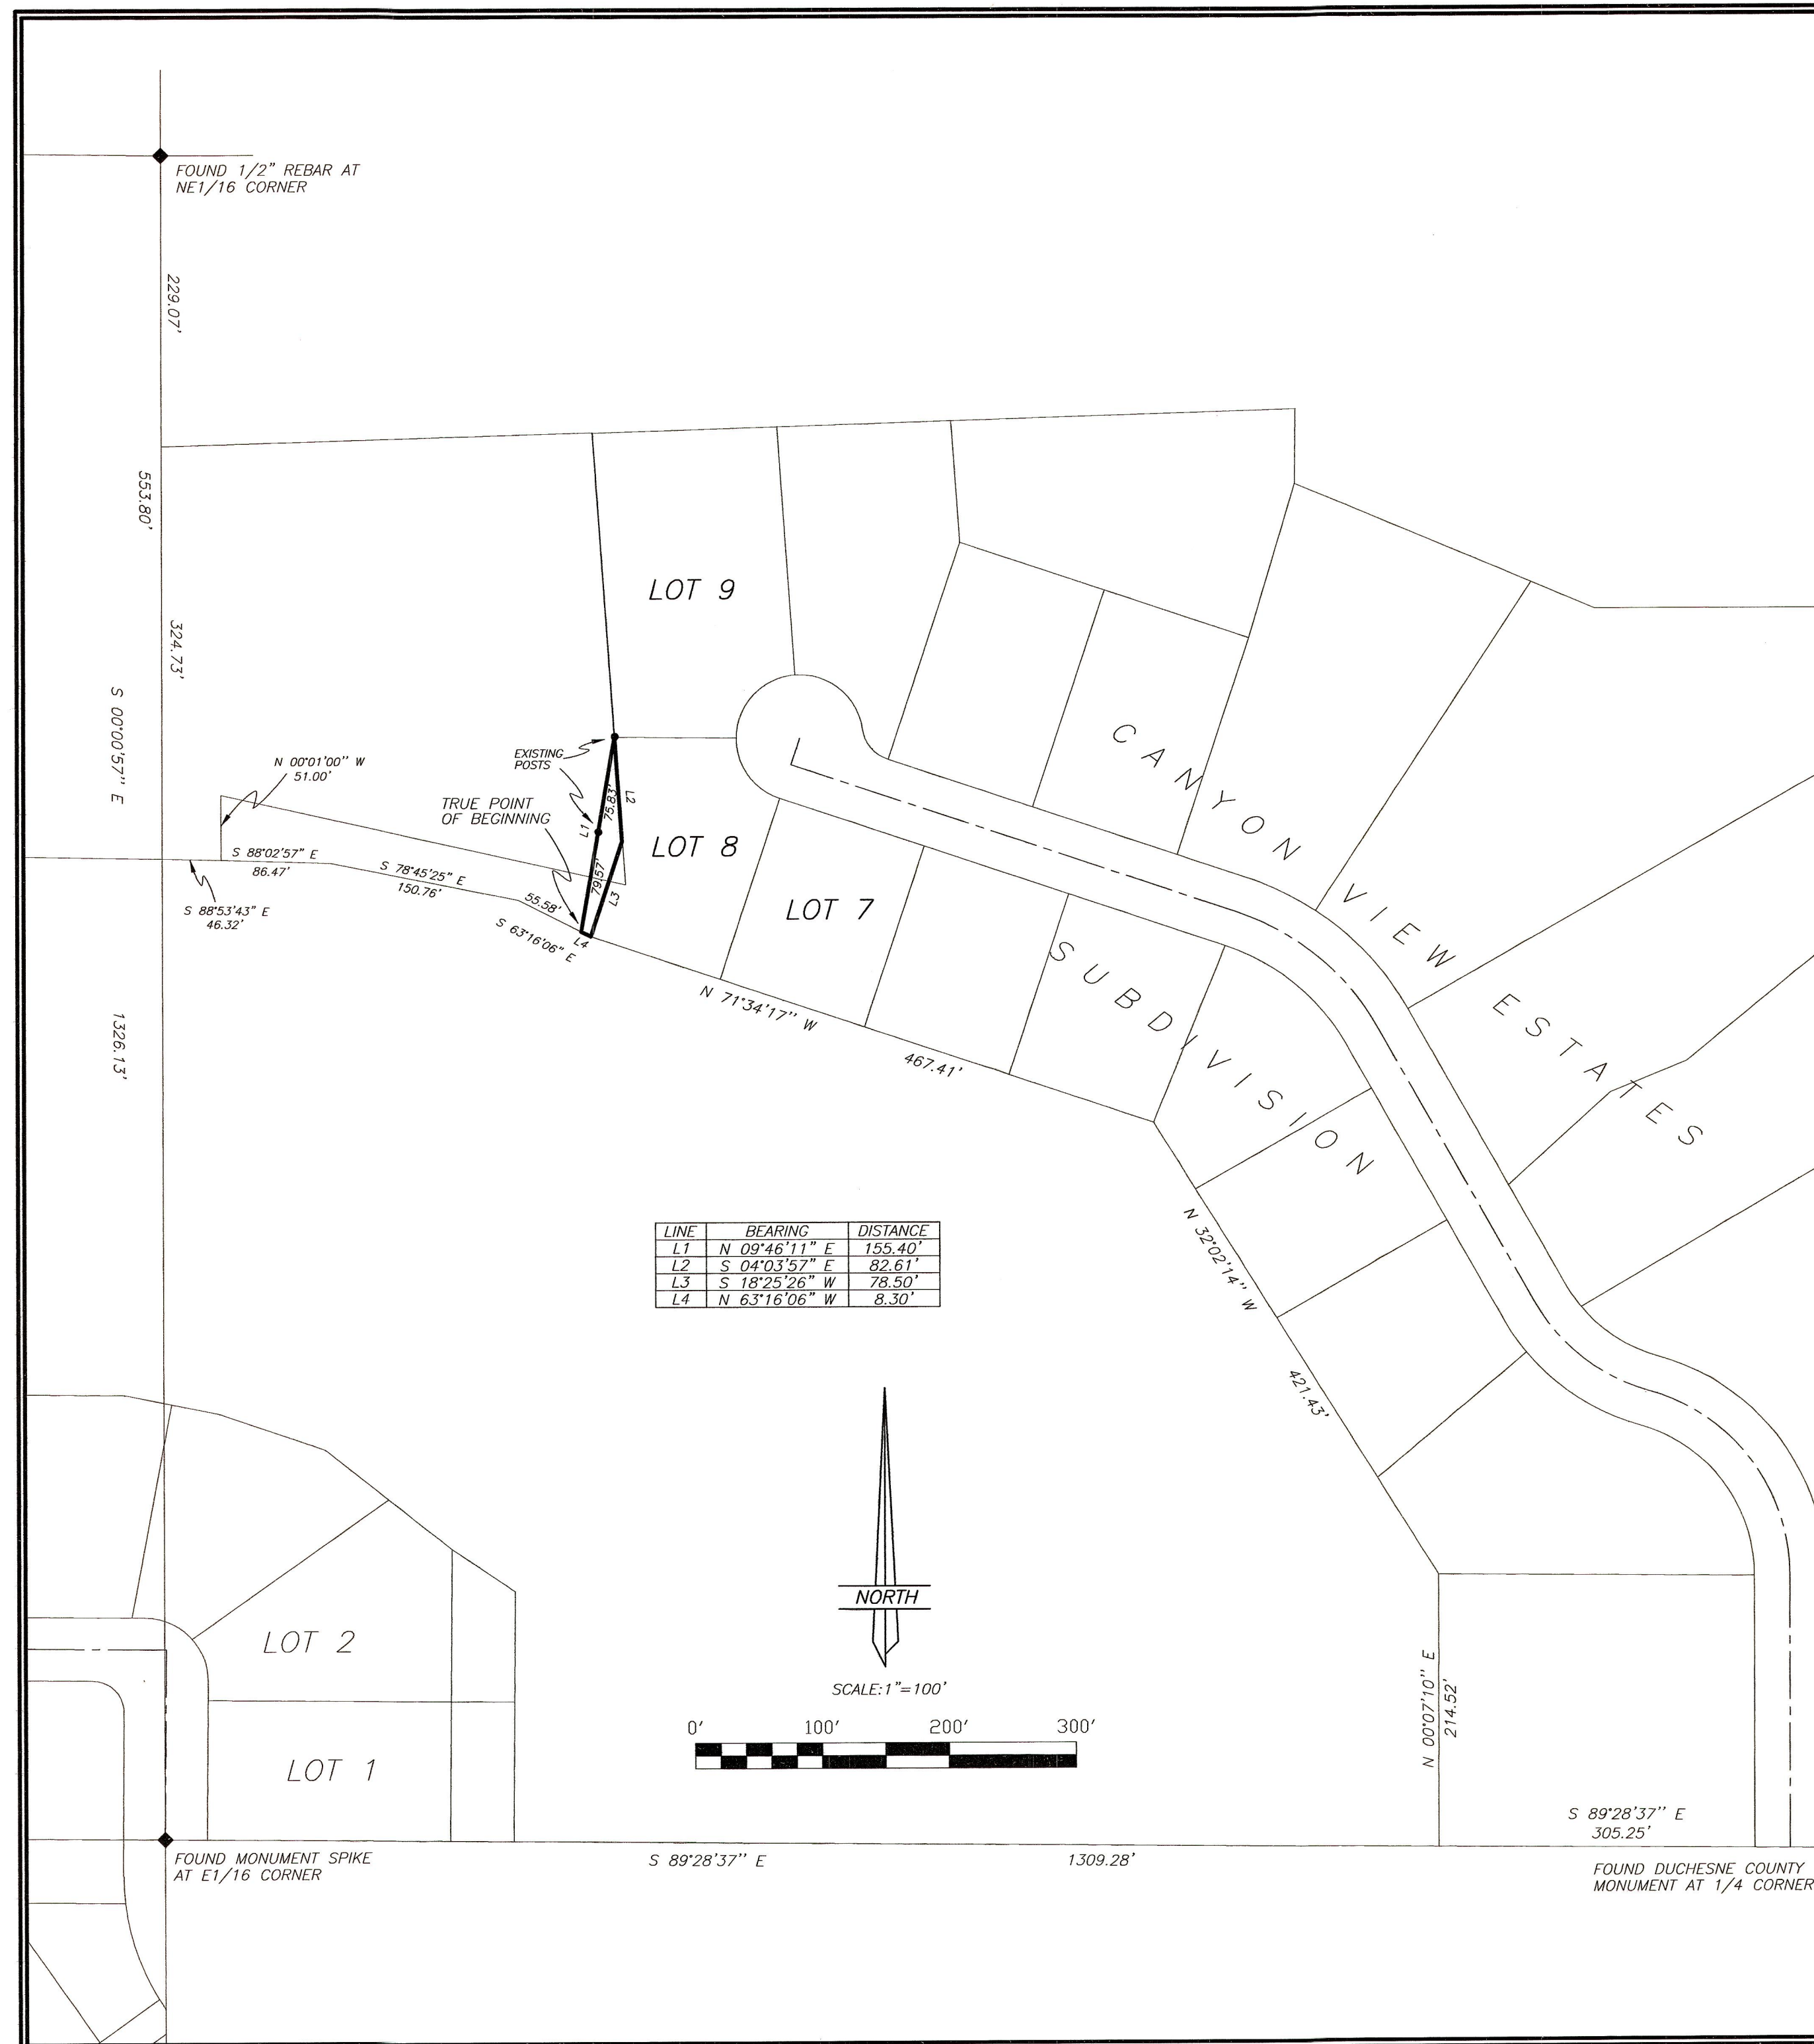 FOUND 1/2" REBAR AT
NE1/16 CORNER
229.07'
553.80'
324.73'
S 00°00'57" E
1326.13'
LOT 9
EXISTING
POSTS
N 00°01'00" W
51.00'
TRUE POINT
OF BEGINNING
L1
75.83'
L2
79.57'
L3
L4
LOT 8
LOT 7
S 88°02'57" E
86.47'
S 78°45'25" E
150.76'
55.58'
S 63°16'06" E
S 88°53'43" E
46.32'
N 71°34'17" W
467.41'
CANYON VIEW ESTATES
SUBDIVISION
LINE BEARING DISTANCE
L1 N 09°46'11" E 155.40'
L2 S 04°03'57" E 82.61'
L3 S 18°25'26" W 78.50'
L4 N 63°16'06" W 8.30'
N 32°02'14" W
421.43'
NORTH
SCALE: 1"=100'
0' 100' 200' 300'
LOT 2
LOT 1
N 00°07'10" E
214.52'
S 89°28'37" E
305.25'
FOUND MONUMENT SPIKE
AT E1/16 CORNER
S 89°28'37" E 1309.28'
FOUND DUCHESNE COUNTY
MONUMENT AT 1/4 CORNER